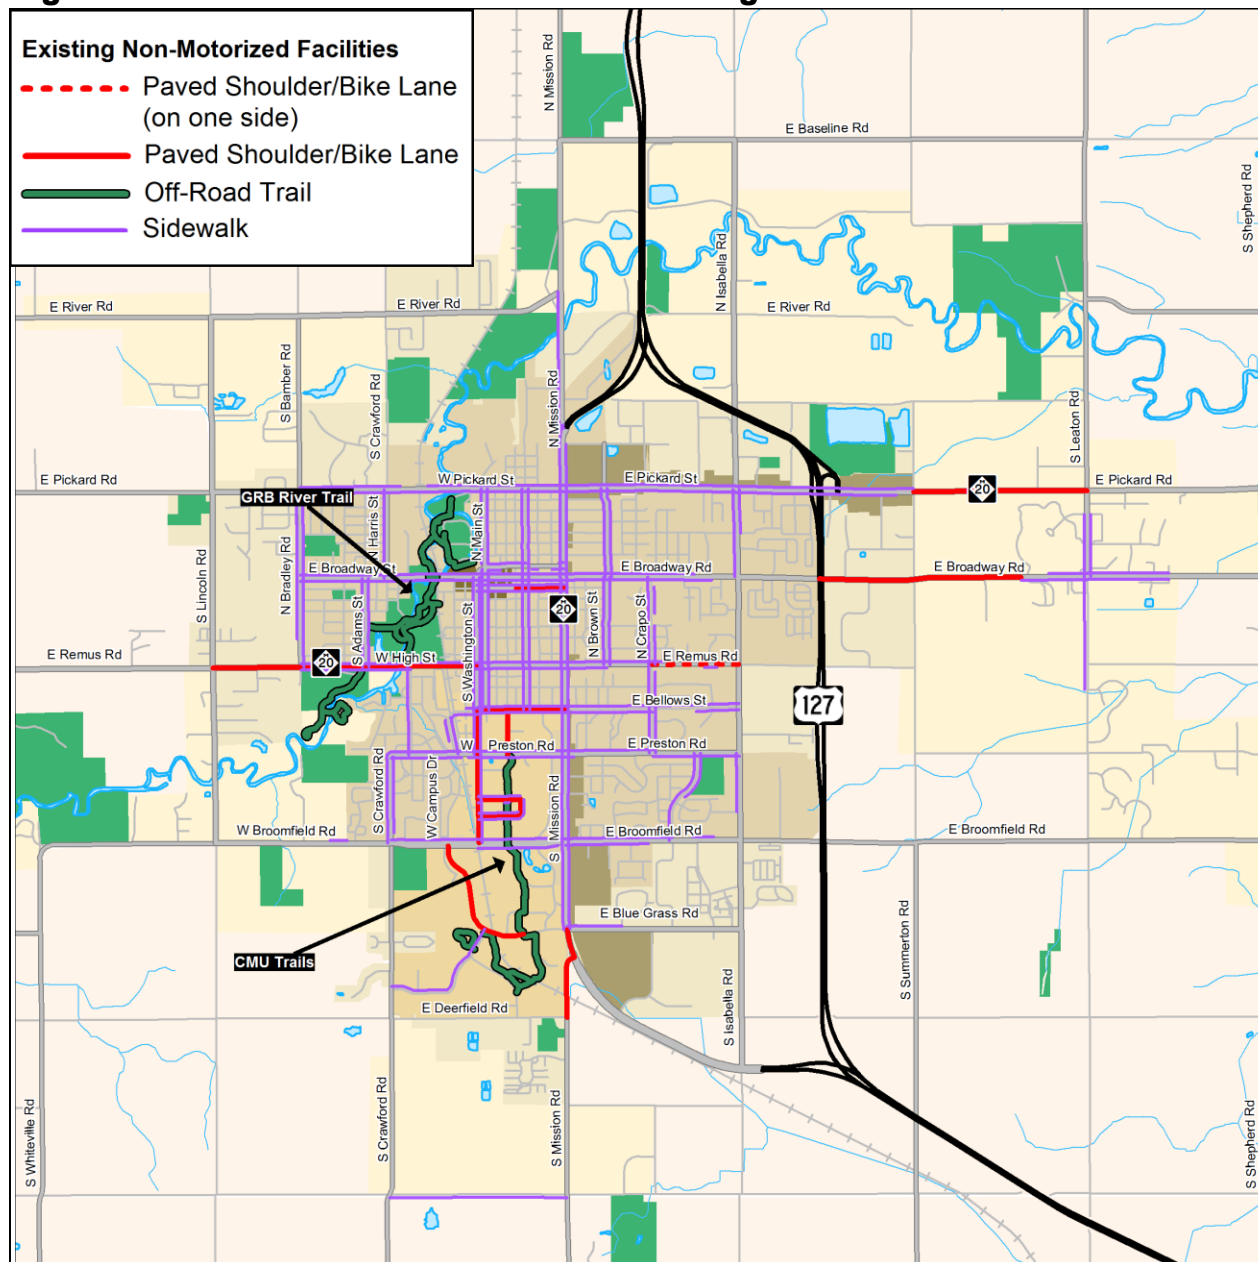 Existing Non-Motorized Facilities
Paved Shoulder/Bike Lane
(on one side)
Paved Shoulder/Bike Lane
Off-Road Trail
Sidewalk
N Mission Rd
E Baseline Rd
S Shepherd Rd
N Isabella Rd
E River Rd
E River Rd
E River Rd
S Bamber Rd
S Crawford Rd
N Mission Rd
S Leaton Rd
E Pickard Rd
W Pickard St
E Pickard St
20
E Pickard Rd
GRB River Trail
N Harris St
N Main St
S Lincoln Rd
N Bradley Rd
E Broadway St
E Broadway Rd
E Broadway Rd
S Adams St
S Washington St
20
N Brown St
N Crapo St
E Remus Rd
20
W High St
E Remus Rd
E Bellows St
127
W Preston Rd
E Preston Rd
S Crawford Rd
W Campus Dr
S Mission Rd
W Broomfield Rd
E Broomfield Rd
E Broomfield Rd
E Blue Grass Rd
CMU Trails
S Summerton Rd
E Deerfield Rd
S Isabella Rd
S Whiteville Rd
S Crawford Rd
S Mission Rd
S Shepherd Rd